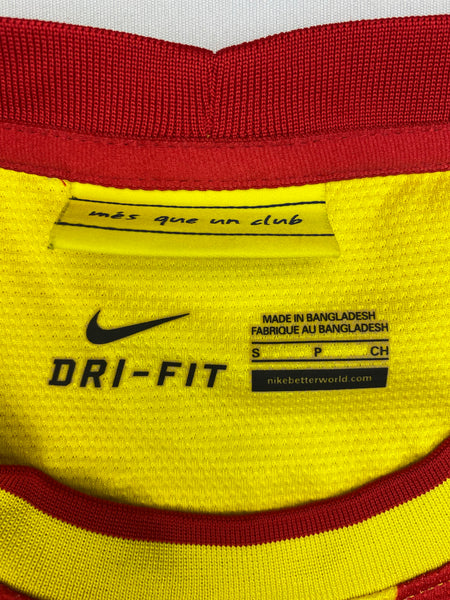 més que un club
DRI-FIT
MADE IN BANGLADESH
FABRIQUE AU BANGLADESH
S P CH
nikebetterworld.com